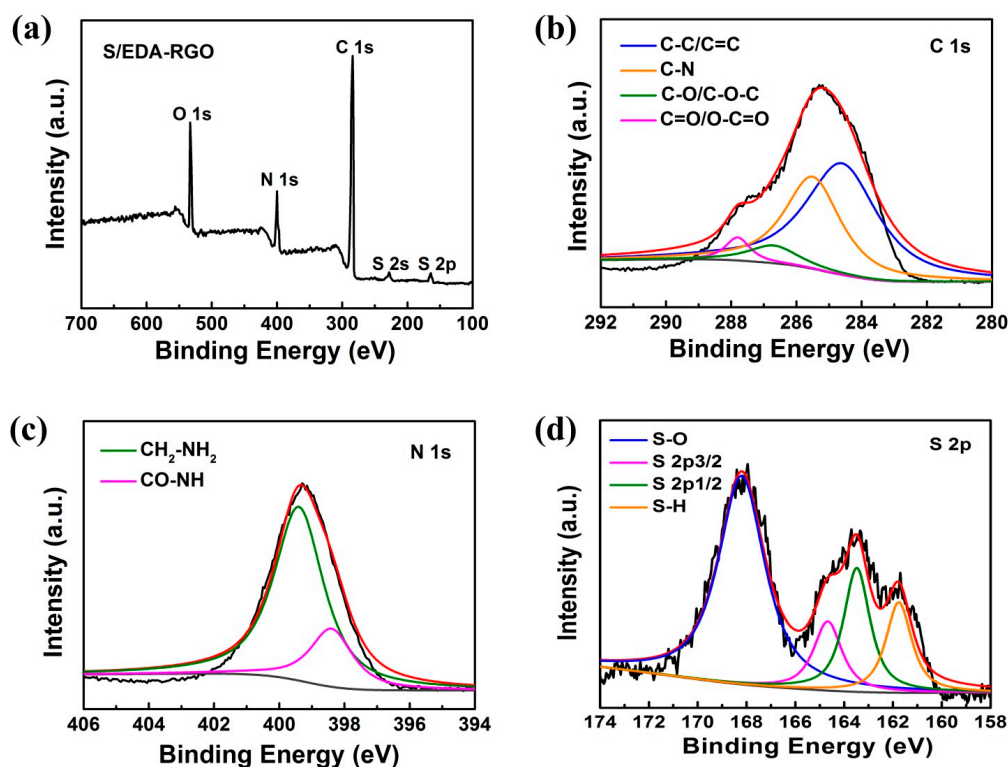 (a)
S/EDA-RGO
C 1s
O 1s
N 1s
S 2s S 2p
Intensity (a.u.)
700 600 500 400 300 200 100
Binding Energy (eV)
(b)
C 1s
C-C/C=C
C-N
C-O/C-O-C
C=O/O-C=O
Intensity (a.u.)
292 290 288 286 284 282 280
Binding Energy (eV)
(c)
N 1s
CH₂-NH₂
CO-NH
Intensity (a.u.)
406 404 402 400 398 396 394
Binding Energy (eV)
(d)
S 2p
S-O
S 2p3/2
S 2p1/2
S-H
Intensity (a.u.)
174 172 170 168 166 164 162 160 158
Binding Energy (eV)